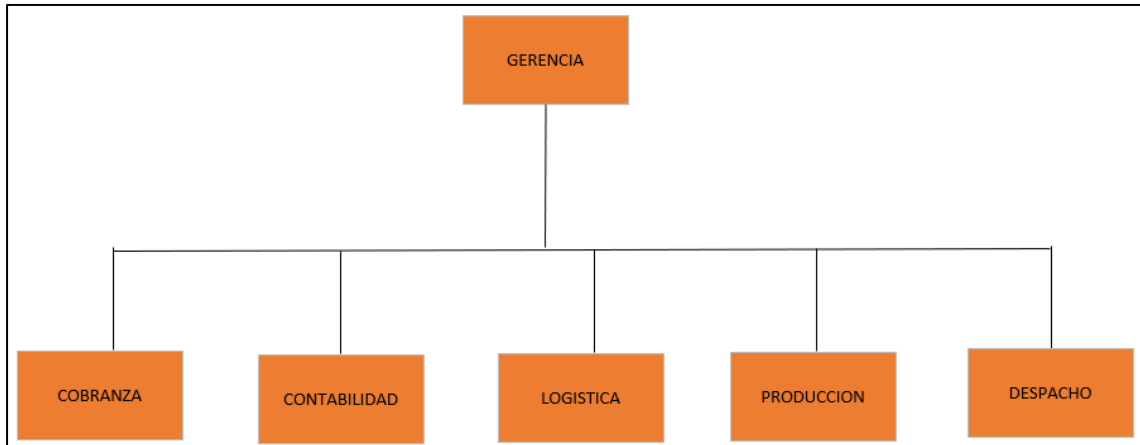 GERENCIA
COBRANZA
CONTABILIDAD
LOGISTICA
PRODUCCION
DESPACHO